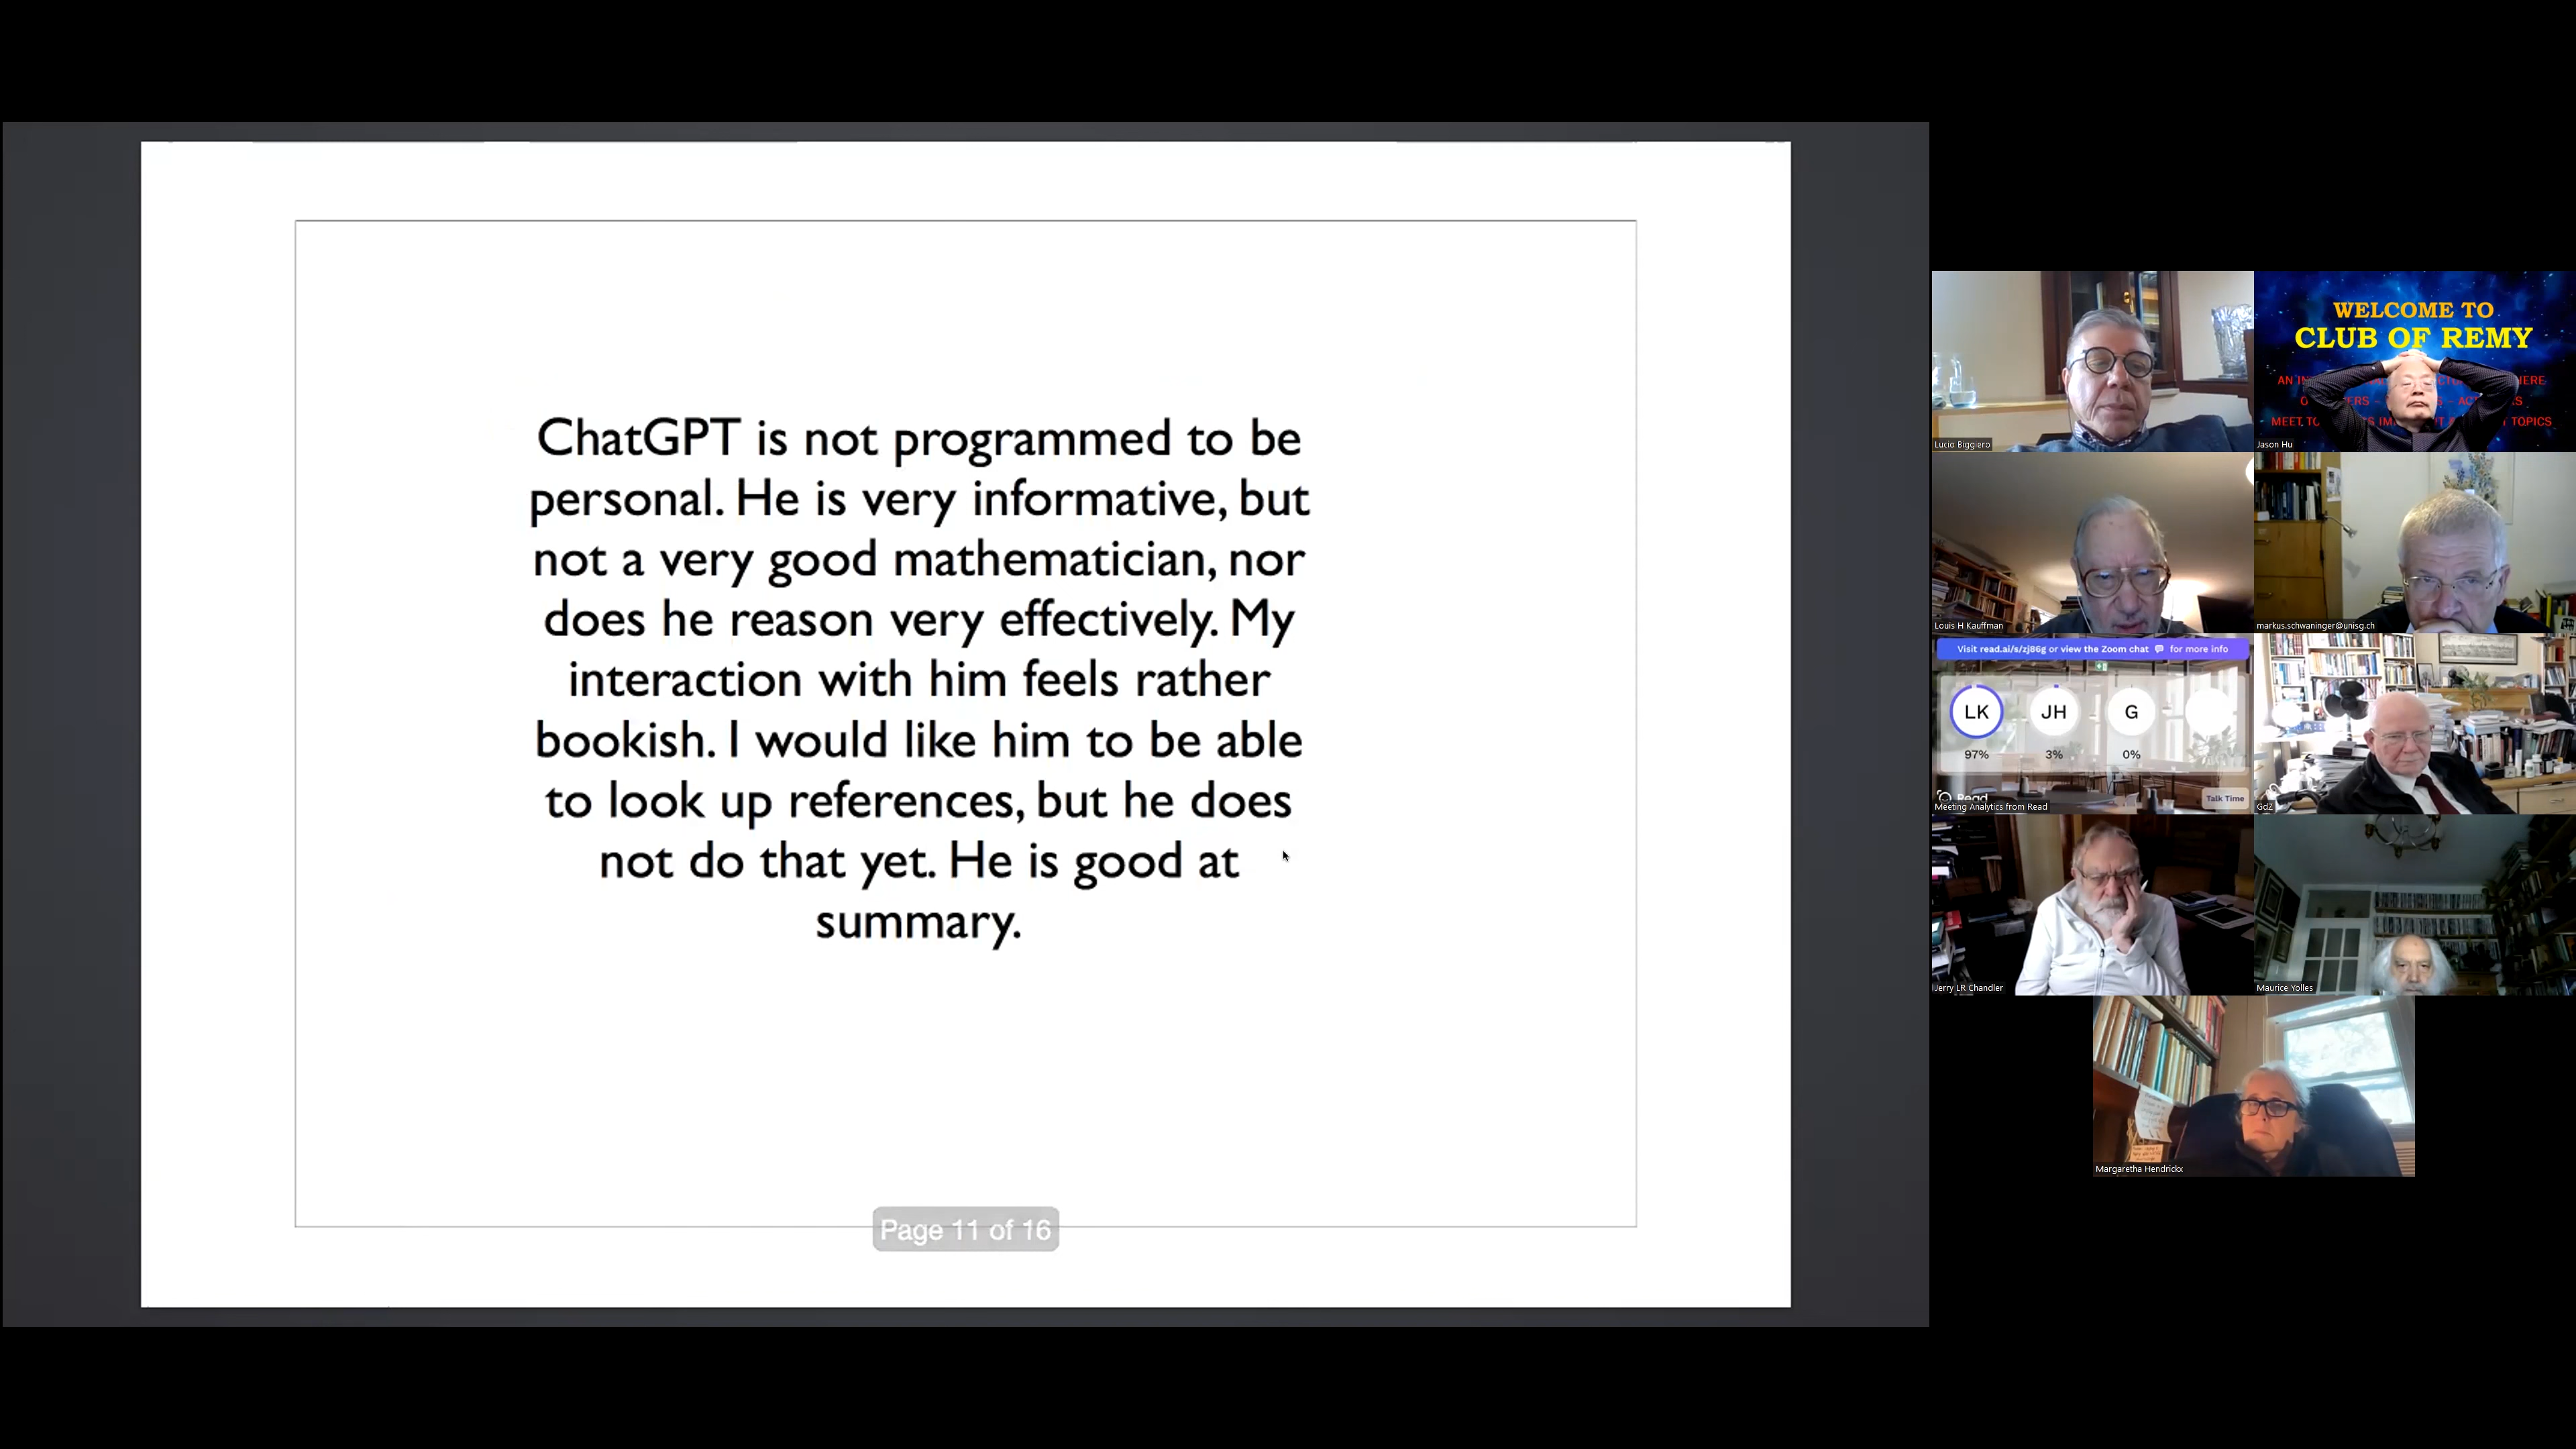 ChatGPT is not programmed to be
personal. He is very informative, but
not a very good mathematician, nor
does he reason very effectively. My
interaction with him feels rather
bookish. I would like him to be able
to look up references, but he does
not do that yet. He is good at
summary.
Page 11 of 16
Lucio Biggiero
WELCOME TO
CLUB OF REMY
MEET TO
TOPICS
Jason Hu
Louis H Kauffman
markus.schwaninger@unisg.ch
Visit read.ai/s/zj86g or view the Zoom chat for more info
LK
JH
G
97%
3%
0%
Read
Talk Time
Meeting Analytics from Read
GdZ
Jerry LR Chandler
Maurice Yolles
Margaretha Hendrickx